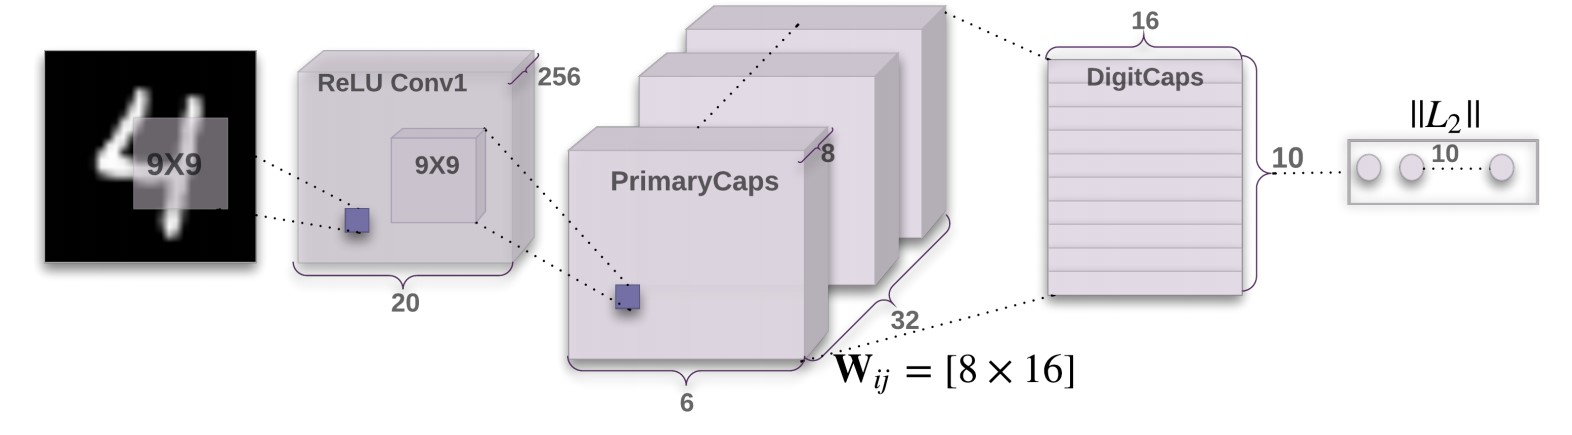 9X9
ReLU Conv1
256
9X9
20
PrimaryCaps
8
32
6
𝐖ᵢⱼ = [8 × 16]
16
DigitCaps
10
||L₂||
10